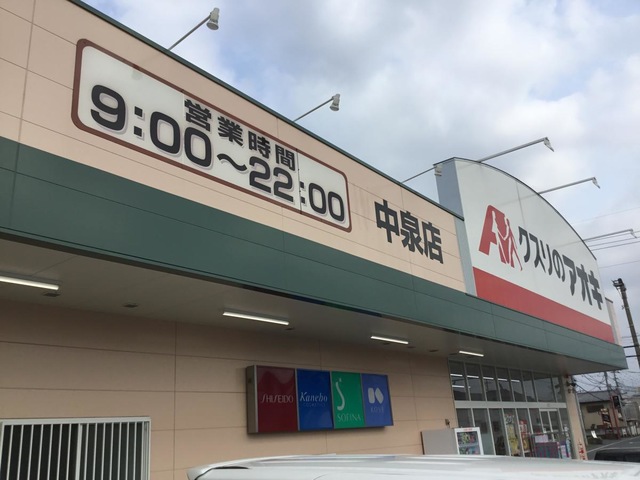 営業時間
9:00～22:00
中泉店
クスリのアオキ
SHISEIDO
Kanebo
SOFINA